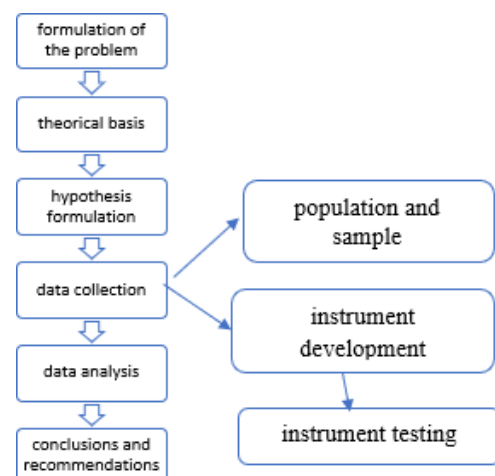 formulation of
the problem
theorical basis
hypothesis
formulation
data collection
data analysis
conclusions and
recommendations
population and
sample
instrument
development
instrument testing